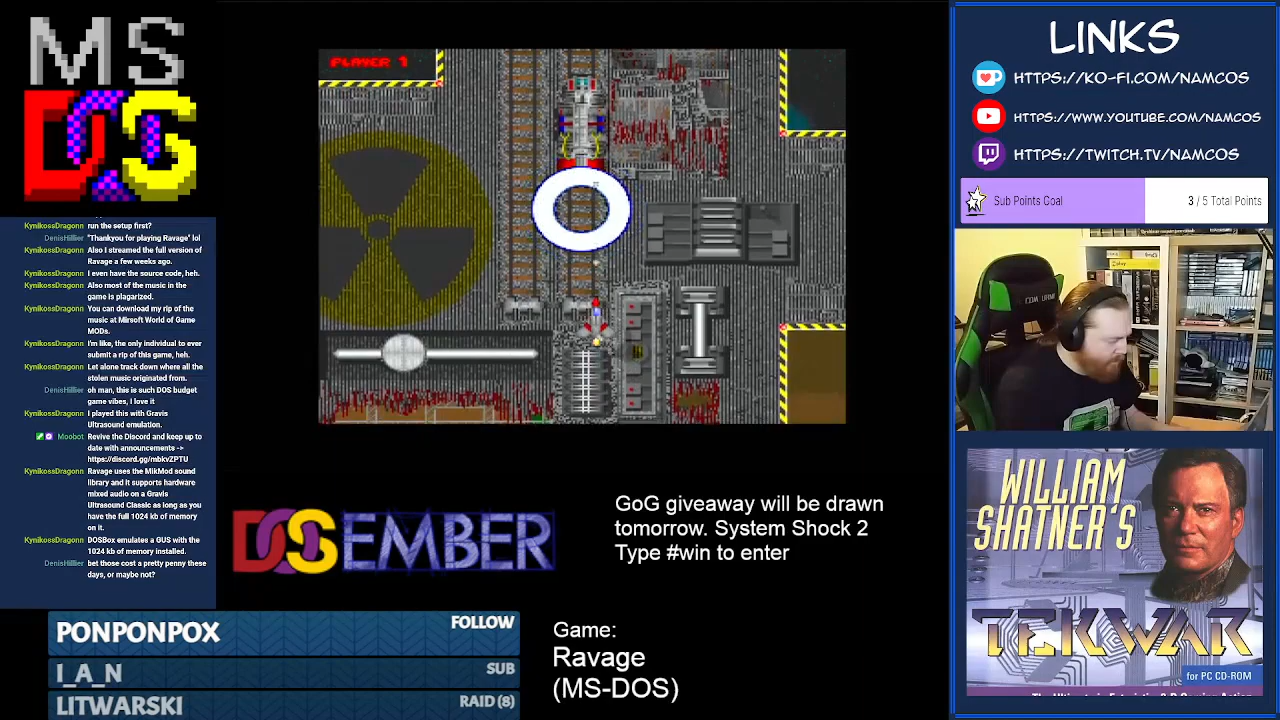 MS
DOS
KynikossDragonn run the setup first?
DenisHillier "Thankyou for playing Ravage" lol
KynikossDragonn Also I streamed the full version of
Ravage a few weeks ago.
KynikossDragonn I even have the source code, heh.
KynikossDragonn Also most of the music in the
game is plagarized.
KynikossDragonn You can download my rip of the
music at Mirsoft World of Game
MODs.
KynikossDragonn I'm like, the only individual to ever
submit a rip of this game, heh.
KynikossDragonn Let alone track down where all the
stolen music originated from.
DenisHillier oh man, this is such DOS budget
game vibes, I love it
KynikossDragonn I played this with Gravis
Ultrasound emulation.
Moobot Revive the Discord and keep up to
date with announcements ->
https://discord.gg/mbkvZPTU
KynikossDragonn Ravage uses the MikMod sound
library and it supports hardware
mixed audio on a Gravis
Ultrasound Classic as long as you
have the full 1024 kb of memory
on it.
KynikossDragonn DOSBox emulates a GUS with the
1024 kb of memory installed.
DenisHillier bet those cost a pretty penny these
days, or maybe not?
PLAYER 1
DOSEMBER
GoG giveaway will be drawn
tomorrow. System Shock 2
Type #win to enter
PONPONPOX FOLLOW
I_A_N SUB
LITWARSKI RAID (8)
Game:
Ravage
(MS-DOS)
LINKS
HTTPS://KO-FI.COM/NAMCOS
HTTPS://WWW.YOUTUBE.COM/NAMCOS
HTTPS://TWITCH.TV/NAMCOS
Sub Points Goal 3 / 5 Total Points
WILLIAM
SHATNER'S
TEKWAR
for PC CD-ROM